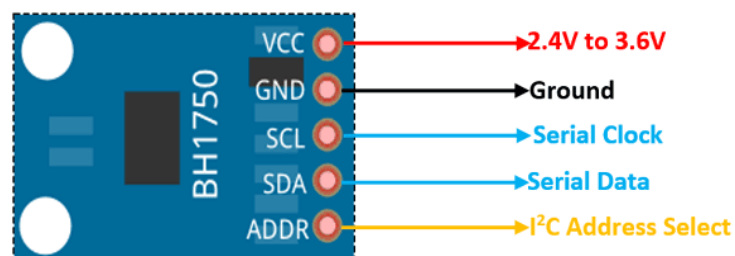 BH1750
VCC 2.4V to 3.6V
GND Ground
SCL Serial Clock
SDA Serial Data
ADDR I²C Address Select